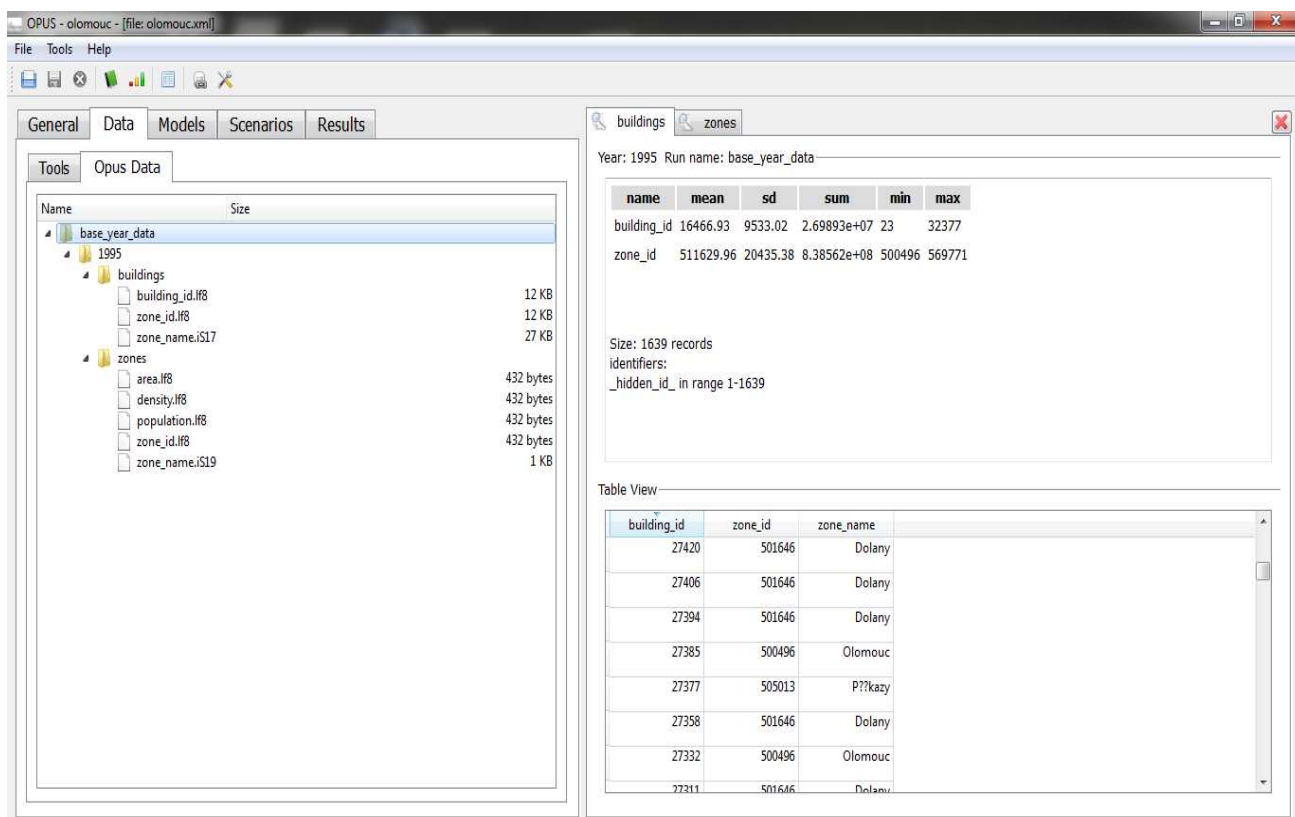 OPUS - olomouc - [file: olomouc.xml]
File Tools Help
General Data Models Scenarios Results
Tools Opus Data
Name Size
base_year_data
1995
buildings
building_id.lf8 12 KB
zone_id.lf8 12 KB
zone_name.iS17 27 KB
zones
area.lf8 432 bytes
density.lf8 432 bytes
population.lf8 432 bytes
zone_id.lf8 432 bytes
zone_name.iS19 1 KB
buildings zones
Year: 1995 Run name: base_year_data
name mean sd sum min max
building_id 16466.93 9533.02 2.69893e+07 23 32377
zone_id 511629.96 20435.38 8.38562e+08 500496 569771
Size: 1639 records
identifiers:
_hidden_id_ in range 1-1639
Table View
building_id zone_id zone_name
27420 501646 Dolany
27406 501646 Dolany
27394 501646 Dolany
27385 500496 Olomouc
27377 505013 P??kazy
27358 501646 Dolany
27332 500496 Olomouc
27311 501646 Dolany